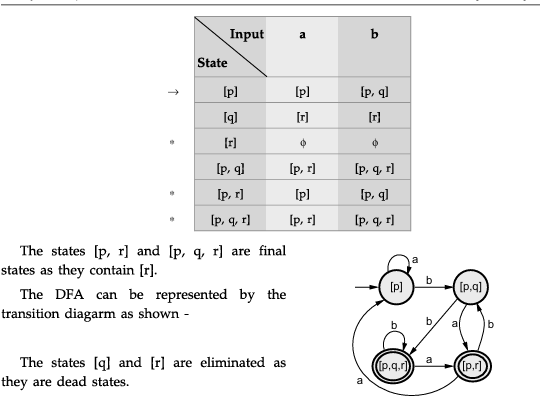 Input a b
State
→ [p] [p] [p, q]
[q] [r] [r]
* [r] ϕ ϕ
[p, q] [p, r] [p, q, r]
* [p, r] [p] [p, q]
* [p, q, r] [p, r] [p, q, r]
The states [p, r] and [p, q, r] are final
states as they contain [r].
The DFA can be represented by the
transition diagarm as shown -
The states [q] and [r] are eliminated as
they are dead states.
a
[p] b [p,q]
b b a b
[p,q,r] a [p,r]
a